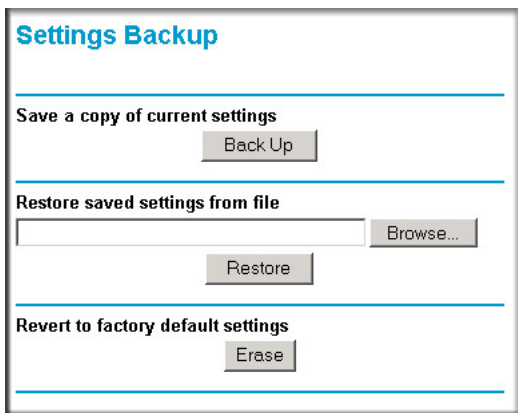 Settings Backup
Save a copy of current settings
Back Up
Restore saved settings from file
Browse...
Restore
Revert to factory default settings
Erase